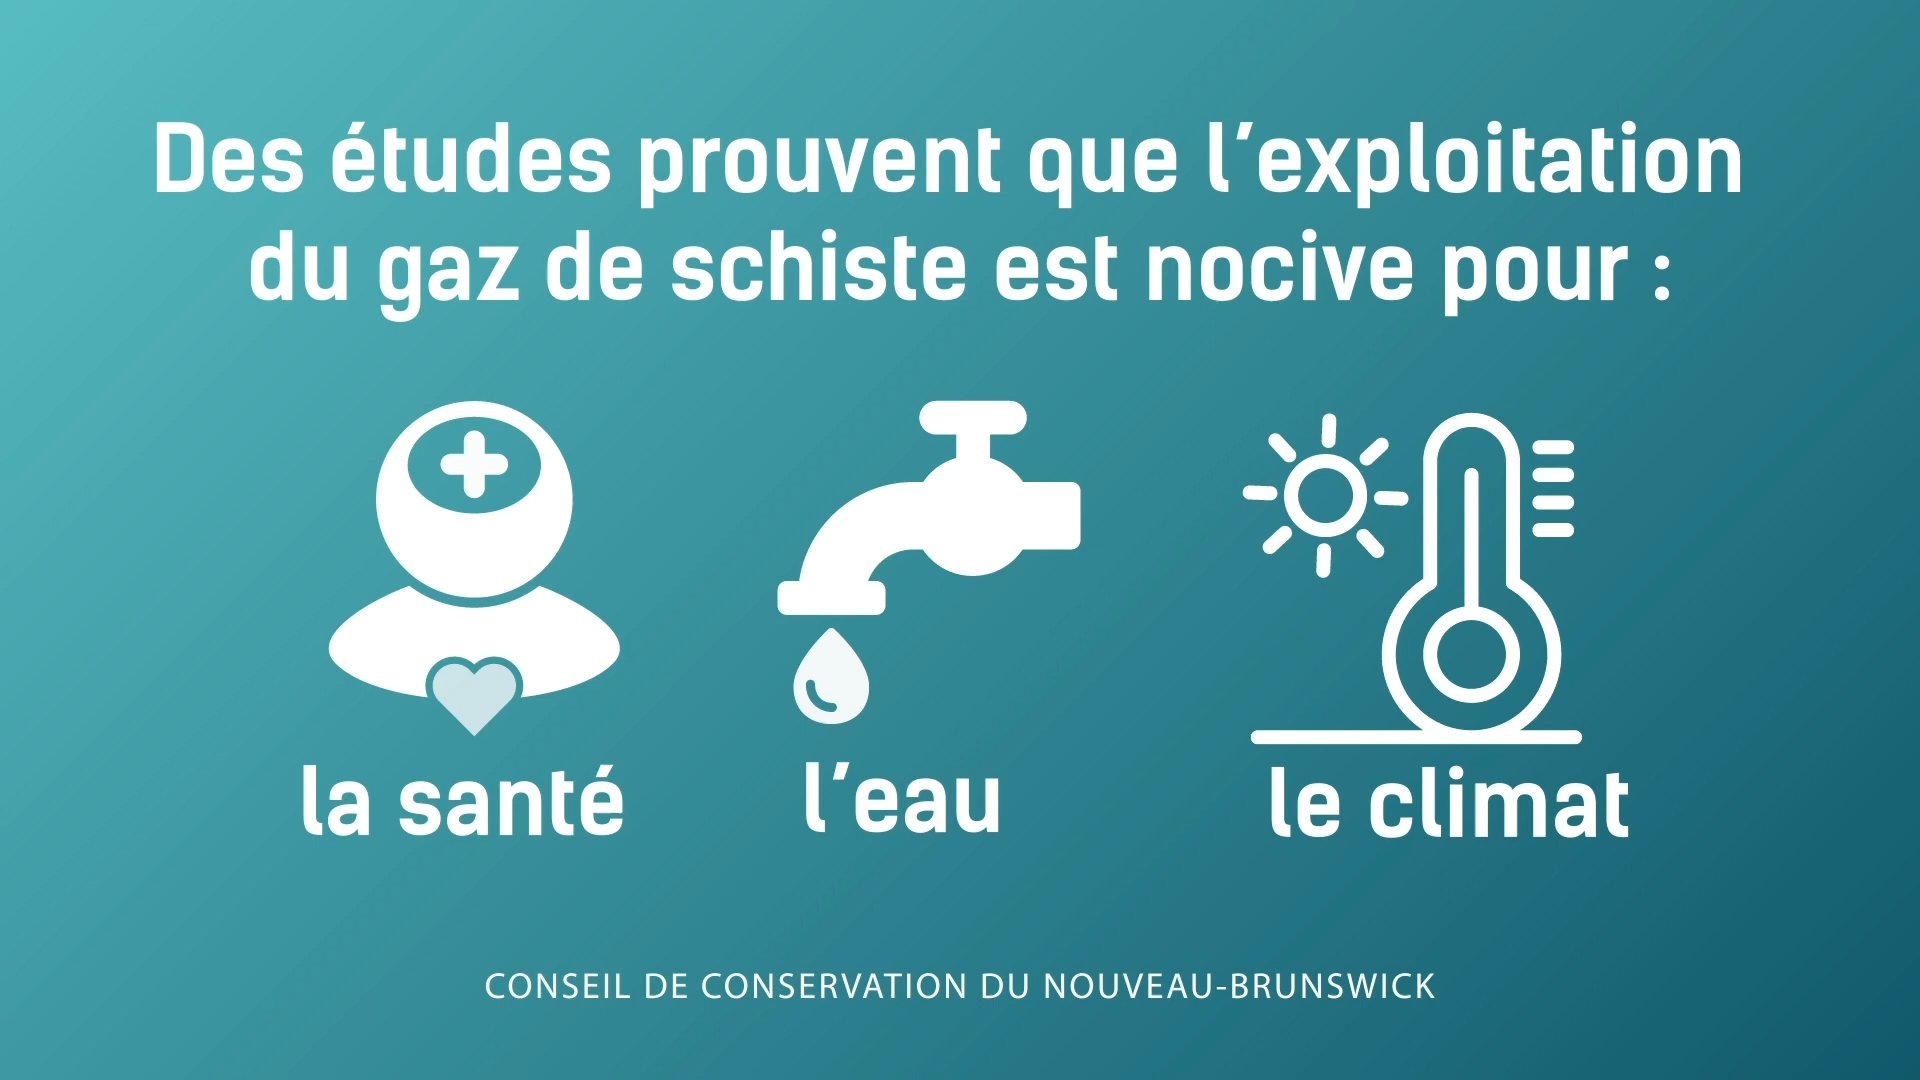 Des études prouvent que l’exploitation
du gaz de schiste est nocive pour :
la santé
l’eau
le climat
CONSEIL DE CONSERVATION DU NOUVEAU-BRUNSWICK